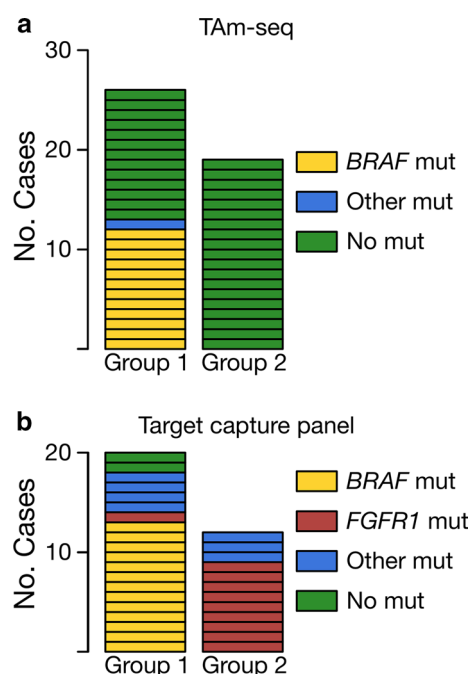 a
TAm-seq
30
20
10
No. Cases
BRAF mut
Other mut
No mut
Group 1
Group 2
b
Target capture panel
20
10
No. Cases
BRAF mut
FGFR1 mut
Other mut
No mut
Group 1
Group 2